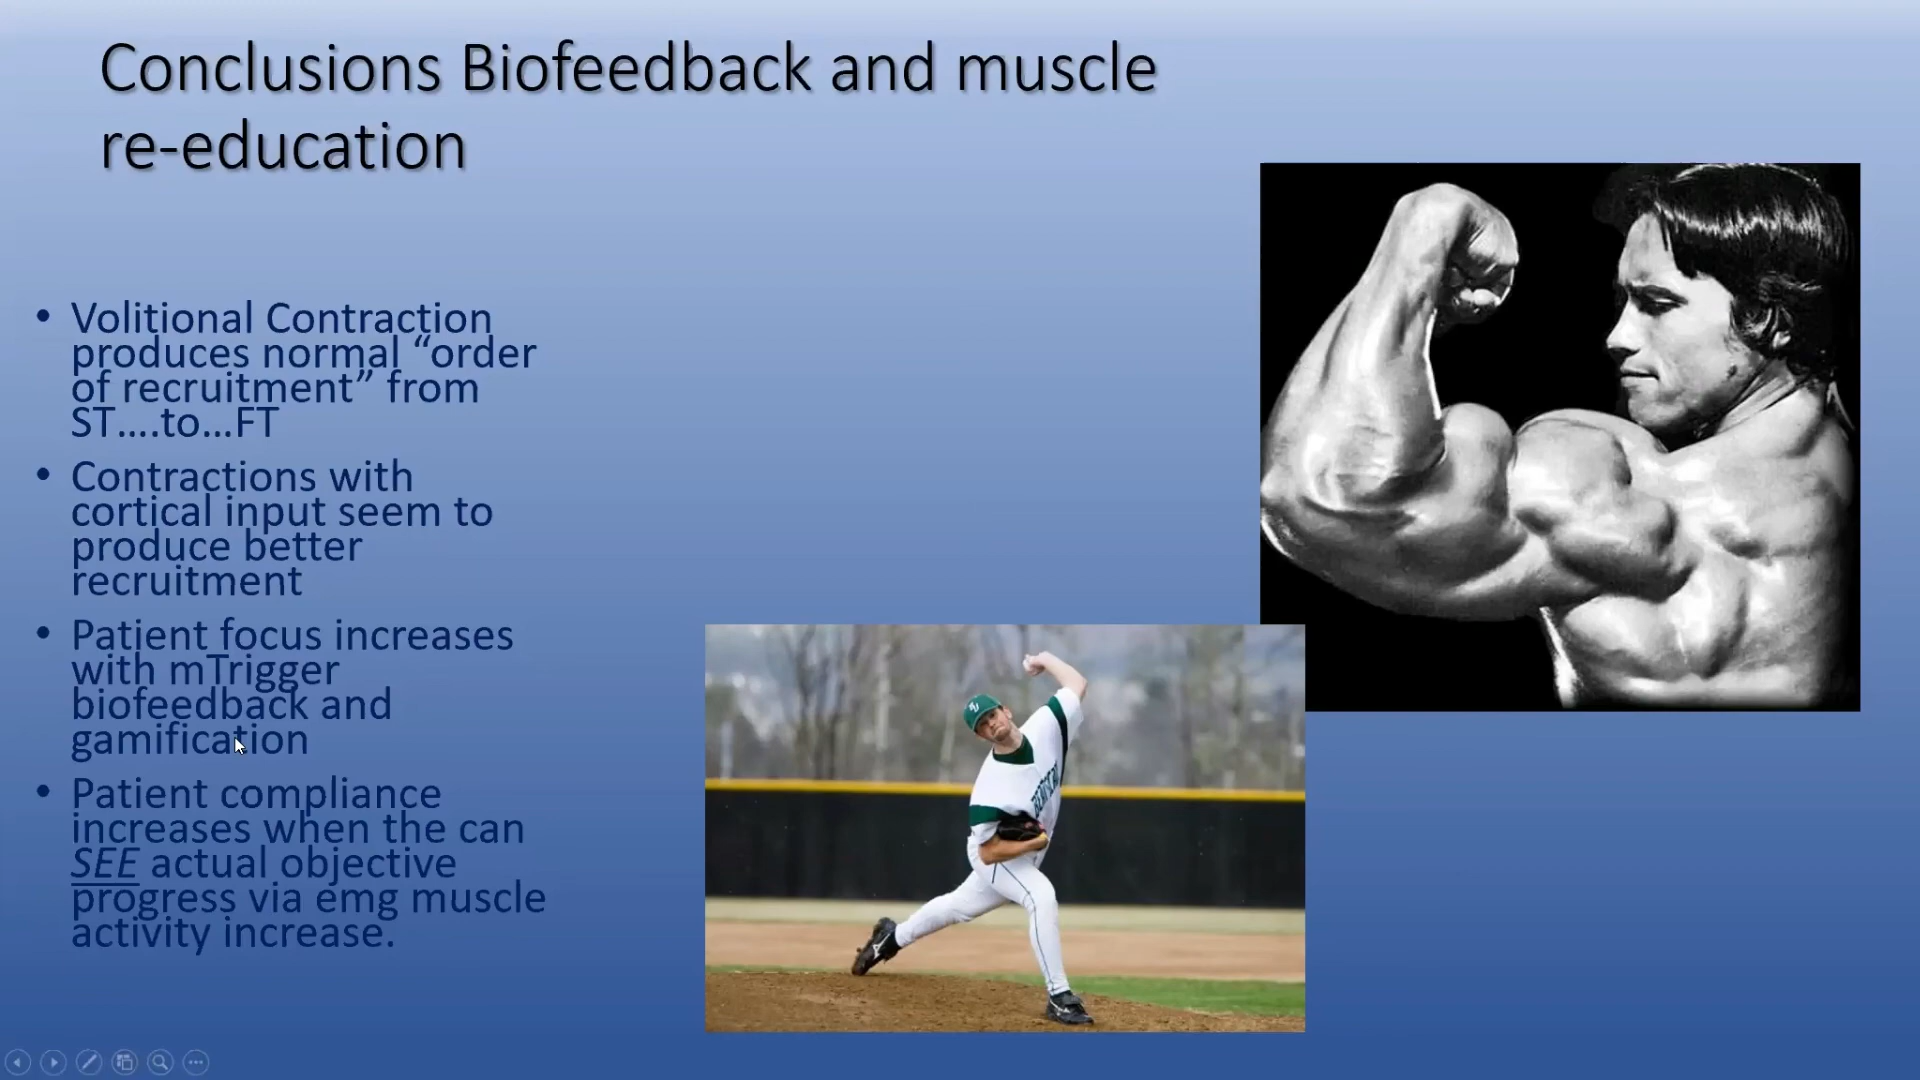 Conclusions Biofeedback and muscle
re-education
• Volitional Contraction
produces normal “order
of recruitment” from
ST....to...FT
• Contractions with
cortical input seem to
produce better
recruitment
• Patient focus increases
with mTrigger
biofeedback and
gamification
• Patient compliance
increases when the can
SEE actual objective
progress via emg muscle
activity increase.